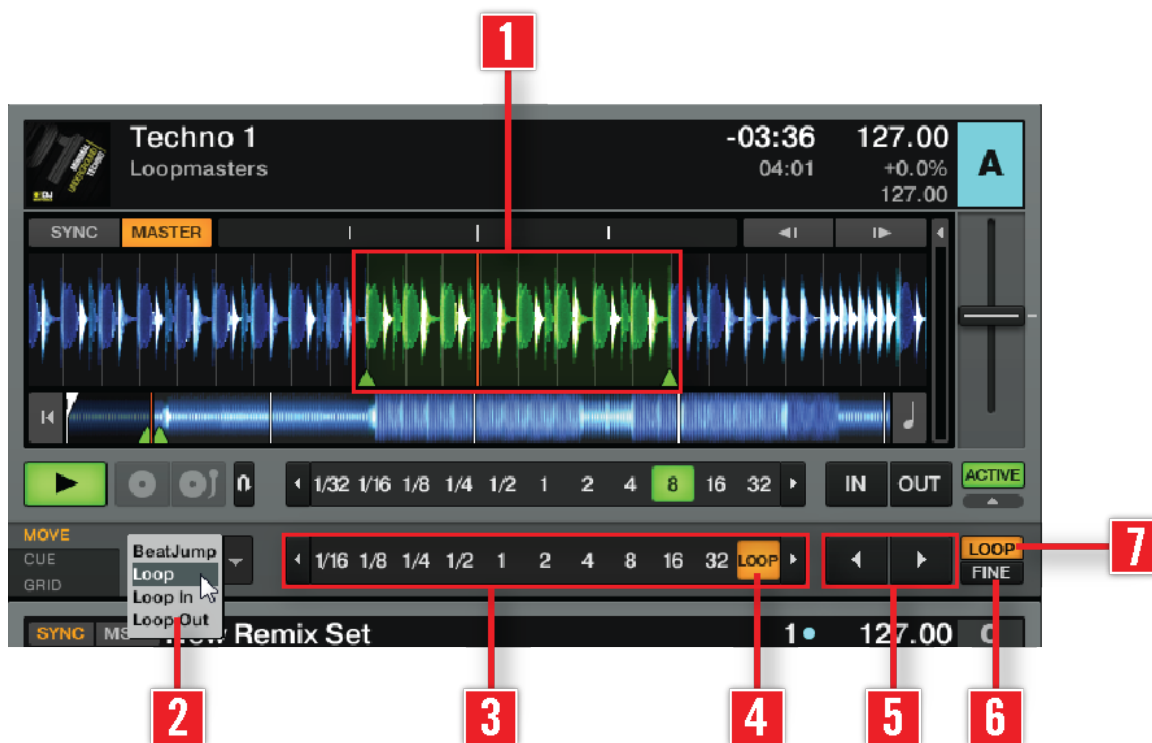 1
Techno 1 -03:36 127.00 A
Loopmasters 04:01 +0.0%
127.00
SYNC MASTER
1/32 1/16 1/8 1/4 1/2 1 2 4 8 16 32 IN OUT ACTIVE
MOVE
CUE
GRID
BeatJump
Loop
Loop In
Loop Out
1/16 1/8 1/4 1/2 1 2 4 8 16 32 LOOP
LOOP
FINE
7
SYNC Remix Set 1 127.00
2 3 4 5 6